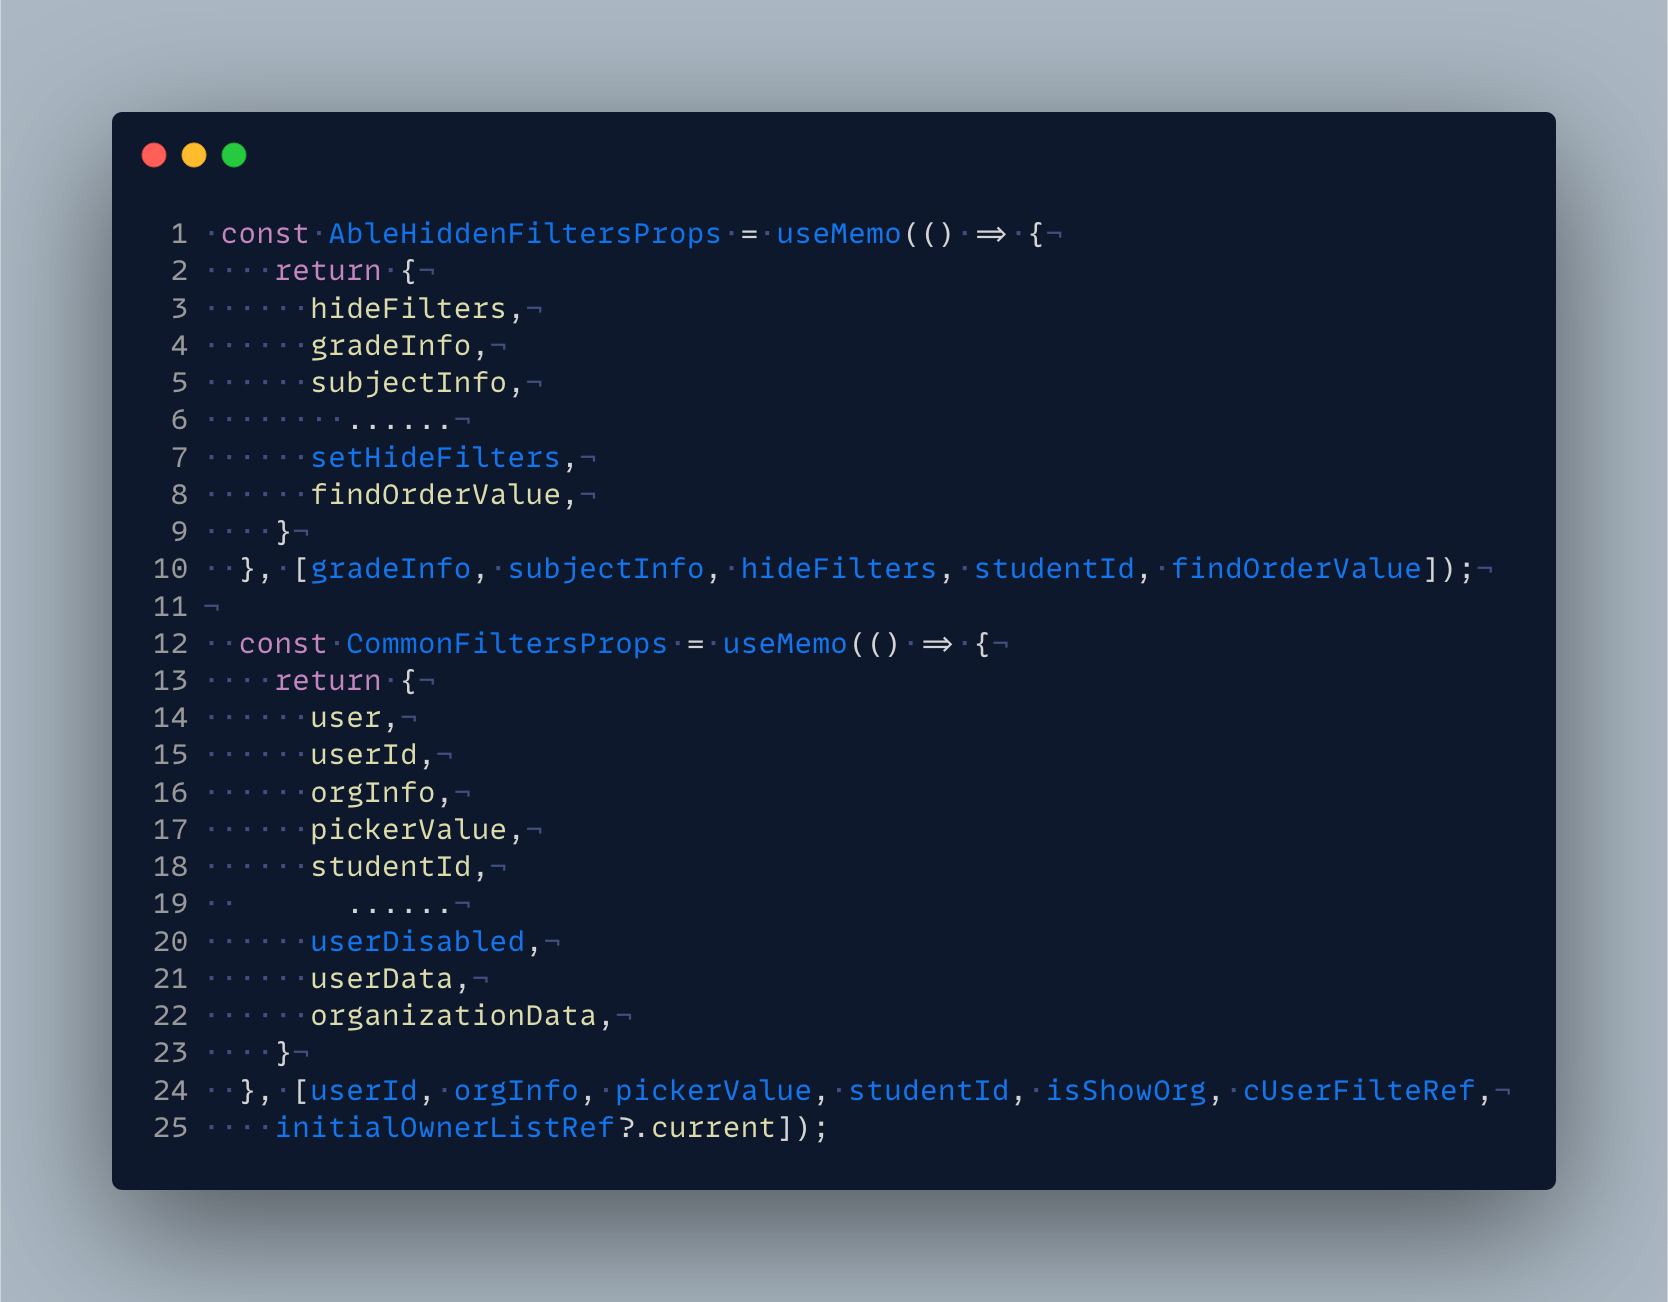 1 const AbleHiddenFiltersProps = useMemo(() => {
2 return {
3 hideFilters,
4 gradeInfo,
5 subjectInfo,
6 ......
7 setHideFilters,
8 findOrderValue,
9 }
10 }, [gradeInfo, subjectInfo, hideFilters, studentId, findOrderValue]);
11
12 const CommonFiltersProps = useMemo(() => {
13 return {
14 user,
15 userId,
16 orgInfo,
17 pickerValue,
18 studentId,
19 ......
20 userDisabled,
21 userData,
22 organizationData,
23 }
24 }, [userId, orgInfo, pickerValue, studentId, isShowOrg, cUserFilteRef,
25 initialOwnerListRef?.current]);